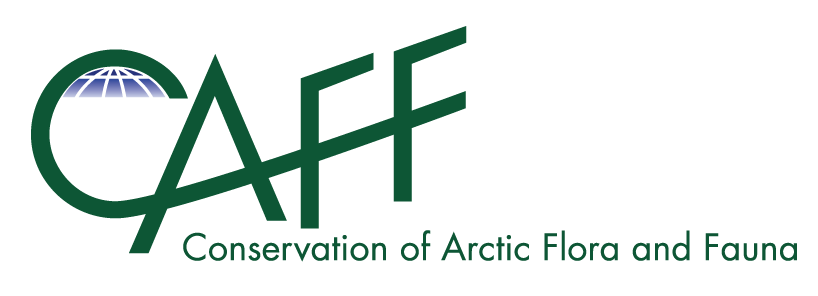 CAFF
Conservation of Arctic Flora and Fauna